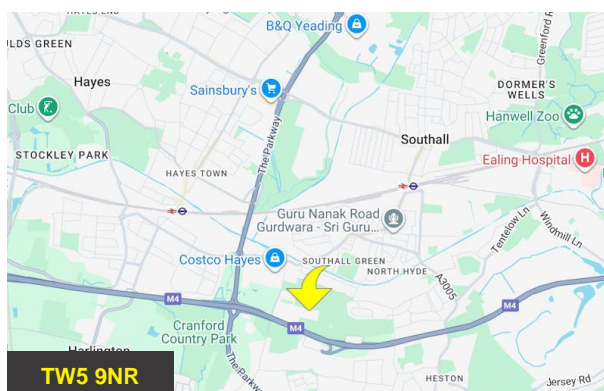 B&Q Yeading
ULDS GREEN
Hayes
Sainsbury's
Greenford Rd
DORMER'S
WELLS
Hanwell Zoo
Club
Southall
STOCKLEY PARK
The Parkway
Ealing Hospital
H
HAYES TOWN
Guru Nanak Road
Gurdwara - Sri Guru...
Tentelow Ln
Windmill Ln
Costco Hayes
SOUTHALL GREEN
NORTH HYDE
A3005
M4
M4
M4
Cranford
Country Park
Harlington
The Parkway
HESTON
Jersey Rd
TW5 9NR